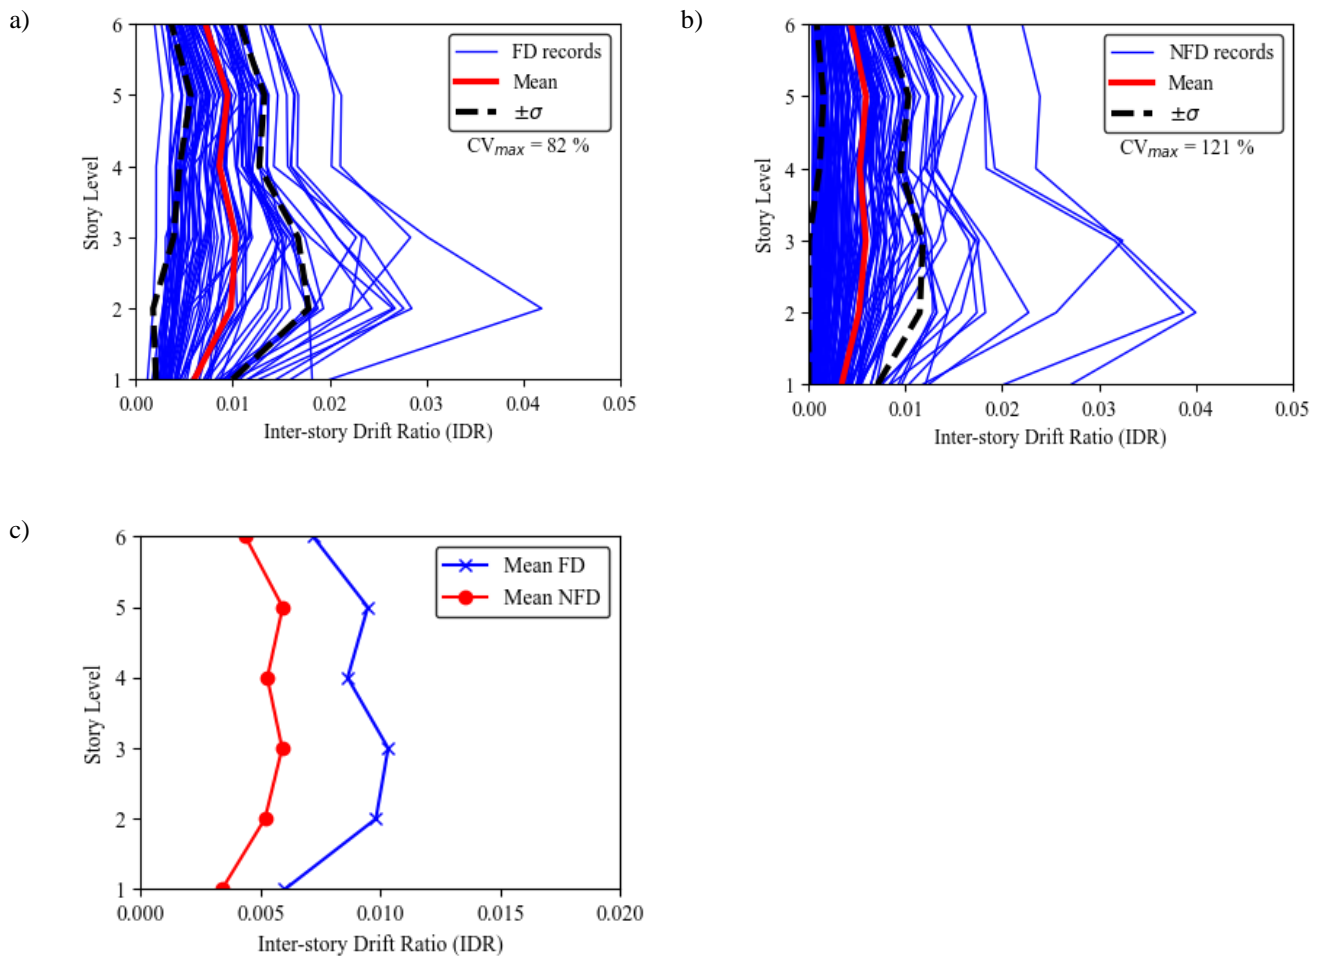 a)
6
5
4
3
2
1
Story Level
0.00 0.01 0.02 0.03 0.04 0.05
Inter-story Drift Ratio (IDR)
FD records
Mean
±σ
CVmax = 82 %
b)
6
5
4
3
2
1
Story Level
0.00 0.01 0.02 0.03 0.04 0.05
Inter-story Drift Ratio (IDR)
NFD records
Mean
±σ
CVmax = 121 %
c)
6
5
4
3
2
1
Story Level
0.000 0.005 0.010 0.015 0.020
Inter-story Drift Ratio (IDR)
Mean FD
Mean NFD